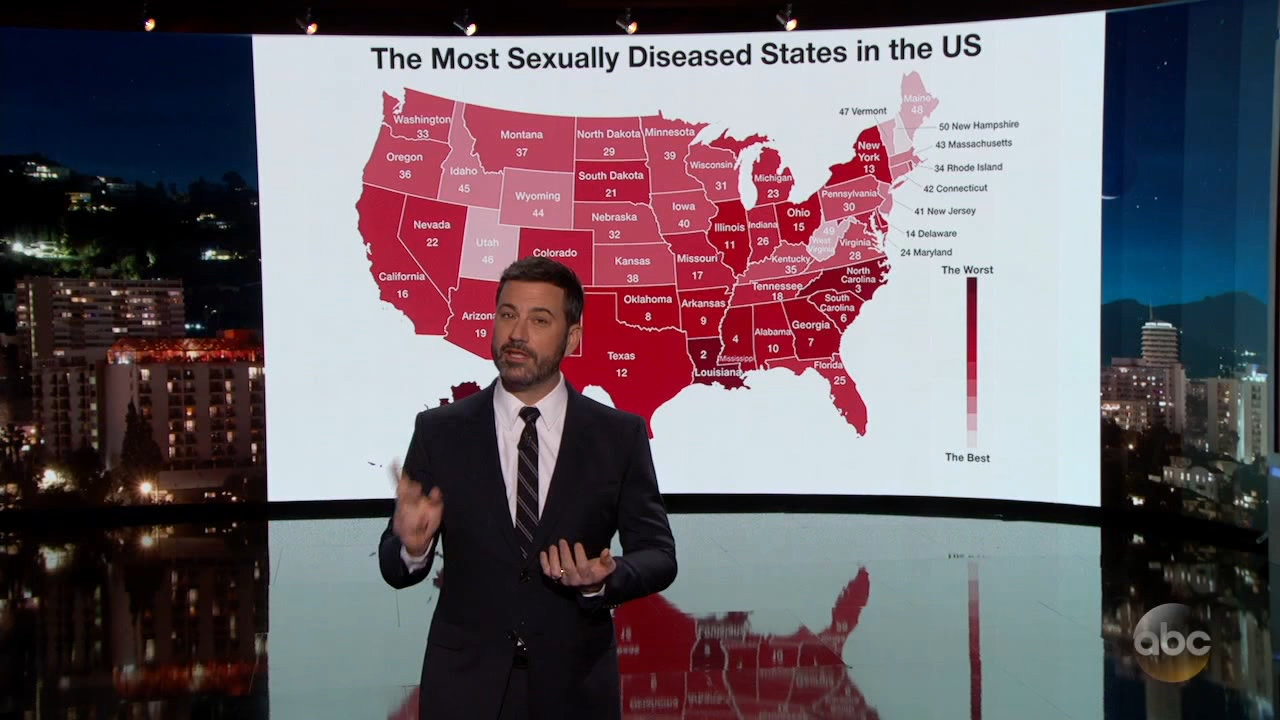 The Most Sexually Diseased States in the US
Washington
33
Oregon
36
Idaho
45
Montana
37
North Dakota
29
Minnesota
39
South Dakota
21
Wyoming
44
Nebraska
32
Nevada
22
Utah
46
Colorado
California
16
Kansas
38
Iowa
40
Wisconsin
31
Michigan
23
Illinois
11
Indiana
26
Ohio
15
Missouri
17
Kentucky
35
Tennessee
18
Oklahoma
8
Arkansas
9
Texas
12
2
Louisiana
4
Mississippi
Alabama
10
Georgia
7
Florida
25
South
Carolina
6
North
Carolina
3
Virginia
28
49
West
Virginia
Pennsylvania
30
New
York
13
Maine
48
47 Vermont
50 New Hampshire
43 Massachusetts
34 Rhode Island
42 Connecticut
41 New Jersey
14 Delaware
24 Maryland
19
The Worst
The Best
abc